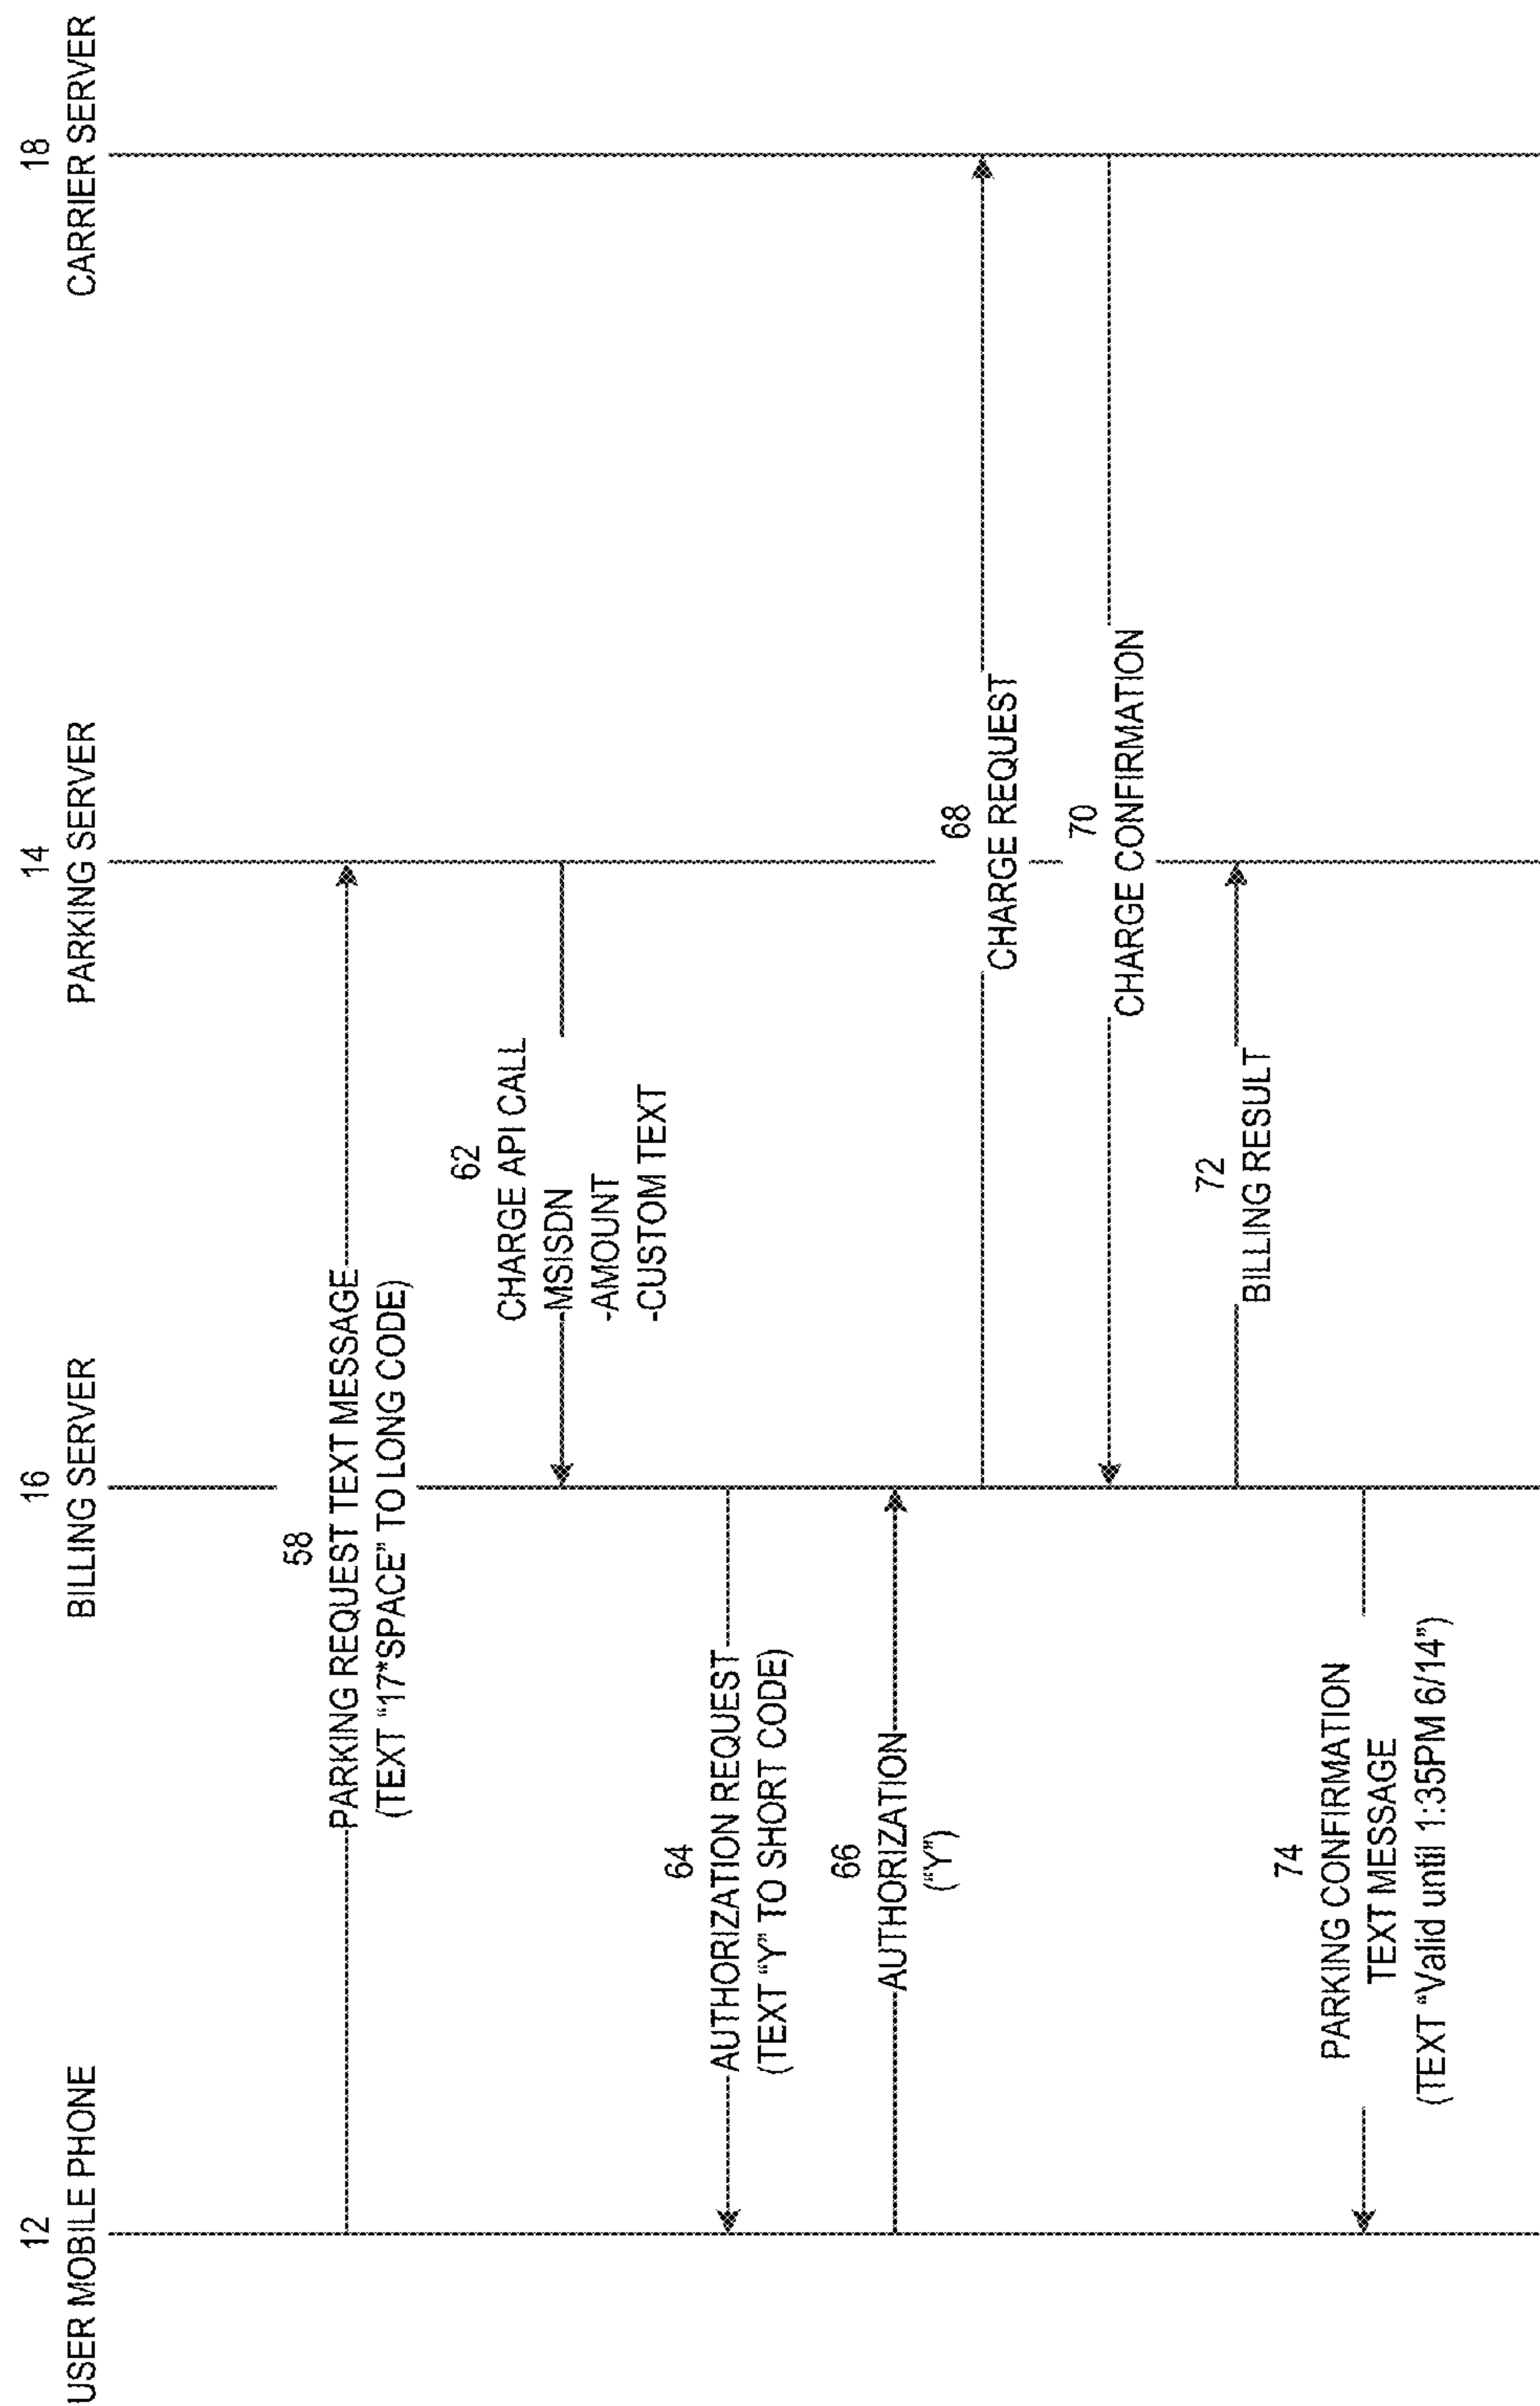 12
USER MOBILE PHONE
16
BILLING SERVER
14
PARKING SERVER
18
CARRIER SERVER
58
PARKING REQUEST TEXT MESSAGE
(TEXT “17*SPACE” TO LONG CODE)
62
CHARGE API CALL
-MSISDN
-AMOUNT
-CUSTOM TEXT
64
AUTHORIZATION REQUEST
(TEXT “Y” TO SHORT CODE)
66
AUTHORIZATION
(“Y”)
68
CHARGE REQUEST
70
CHARGE CONFIRMATION
72
BILLING RESULT
74
PARKING CONFIRMATION
TEXT MESSAGE
(TEXT “Valid until 1:35PM 6/14”)